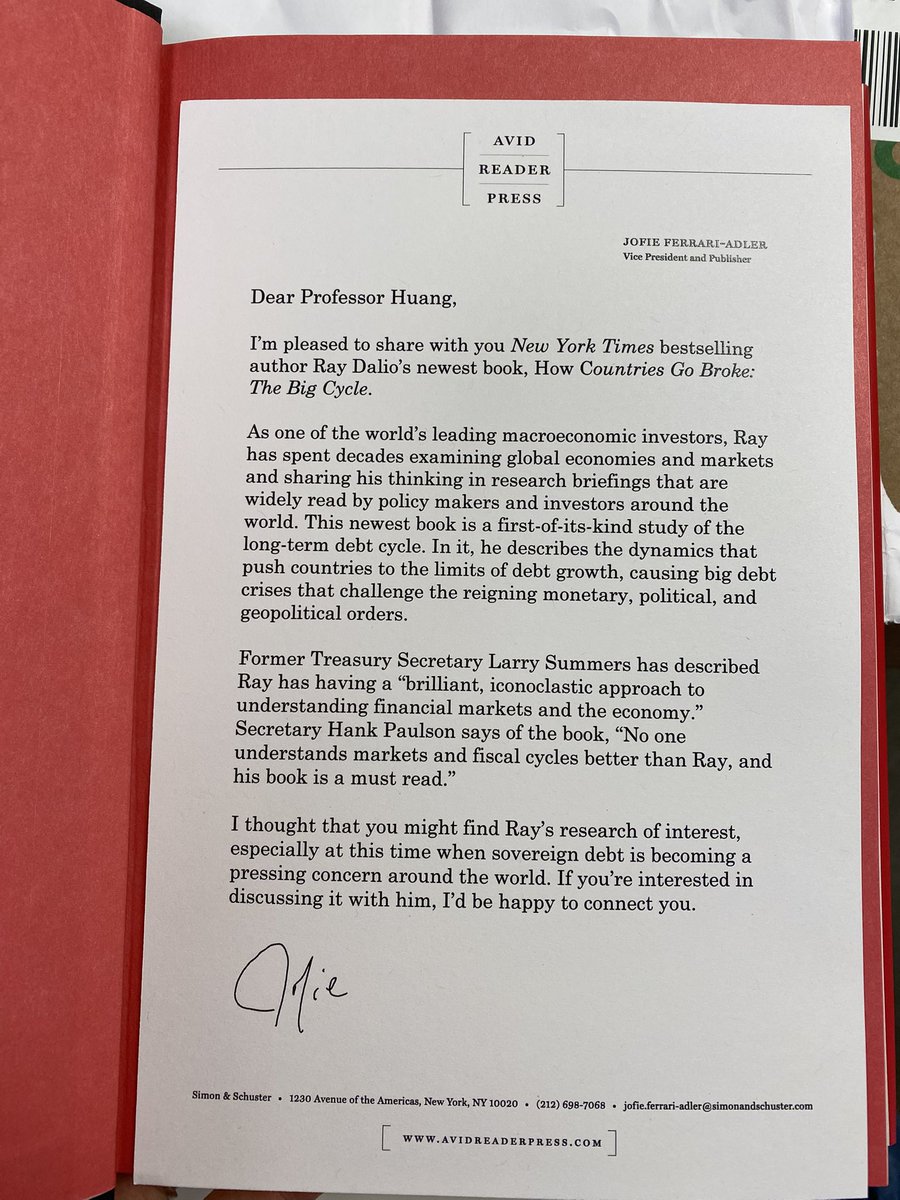 AVID
READER
PRESS
JOFIE FERRARI-ADLER
Vice President and Publisher
Dear Professor Huang,
I'm pleased to share with you New York Times bestselling
author Ray Dalio's newest book, How Countries Go Broke:
The Big Cycle.
As one of the world's leading macroeconomic investors, Ray
has spent decades examining global economies and markets
and sharing his thinking in research briefings that are
widely read by policy makers and investors around the
world. This newest book is a first-of-its-kind study of the
long-term debt cycle. In it, he describes the dynamics that
push countries to the limits of debt growth, causing big debt
crises that challenge the reigning monetary, political, and
geopolitical orders.
Former Treasury Secretary Larry Summers has described
Ray has having a “brilliant, iconoclastic approach to
understanding financial markets and the economy.”
Secretary Hank Paulson says of the book, “No one
understands markets and fiscal cycles better than Ray, and
his book is a must read.”
I thought that you might find Ray's research of interest,
especially at this time when sovereign debt is becoming a
pressing concern around the world. If you're interested in
discussing it with him, I'd be happy to connect you.
Jofie
Simon & Schuster • 1230 Avenue of the Americas, New York, NY 10020 • (212) 698-7068 • jofie.ferrari-adler@simonandschuster.com
WWW.AVIDREADERPRESS.COM